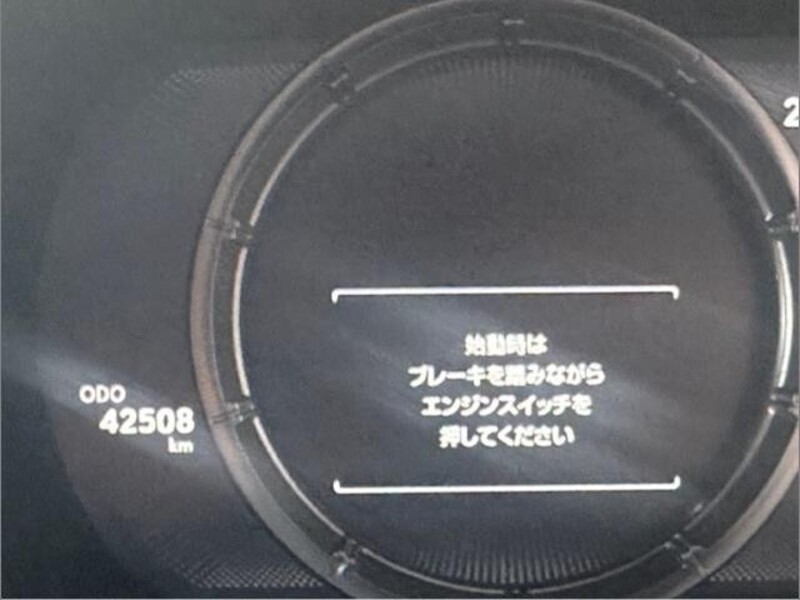 2
始動時は
ブレーキを踏みながら
エンジンスイッチを
押してください
ODO
42508
km